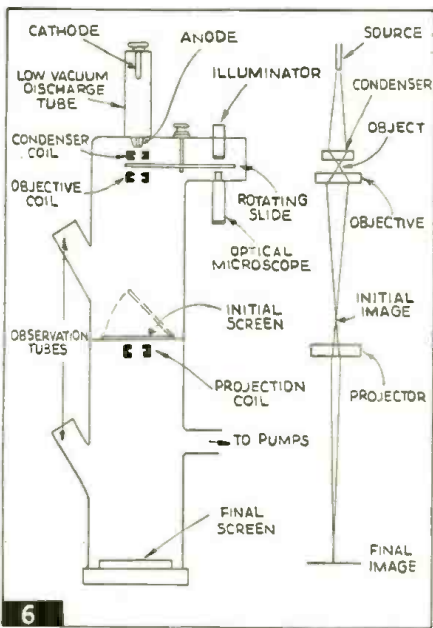 CATHODE
ANODE
LOW VACUUM
DISCHARGE
TUBE
ILLUMINATOR
CONDENSER
COIL
OBJECTIVE
COIL
ROTATING
SLIDE
OPTICAL
MICROSCOPE
INITIAL
SCREEN
OBSERVATION
TUBES
PROJECTION
COIL
TO PUMPS
FINAL
SCREEN
SOURCE
CONDENSER
OBJECT
OBJECTIVE
INITIAL
IMAGE
PROJECTOR
FINAL
IMAGE
6